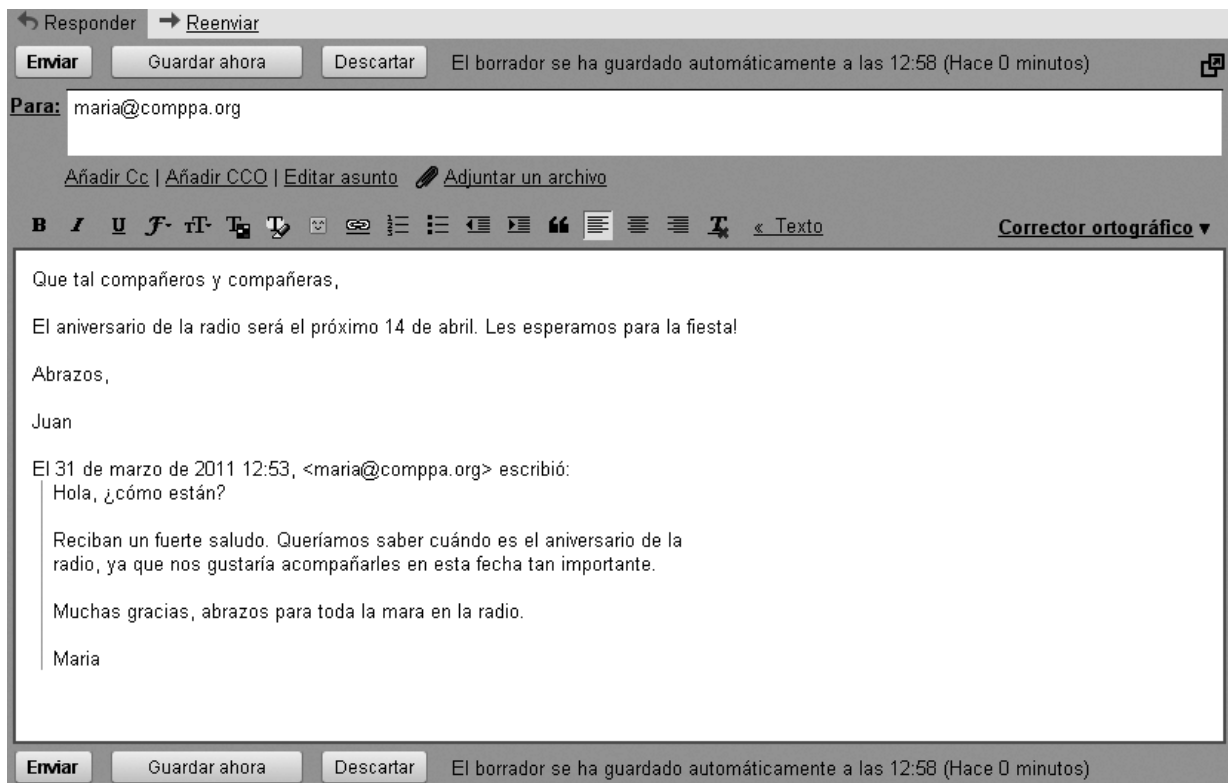 Responder Reenviar
Enviar Guardar ahora Descartar El borrador se ha guardado automáticamente a las 12:58 (Hace 0 minutos)
Para: maria@comppa.org
Añadir Cc | Añadir CCO | Editar asunto Adjuntar un archivo
B I U F T T T « Texto Corrector ortográfico
Que tal compañeros y compañeras,
El aniversario de la radio será el próximo 14 de abril. Les esperamos para la fiesta!
Abrazos,
Juan
El 31 de marzo de 2011 12:53, <maria@comppa.org> escribió:
Hola, ¿cómo están?
Reciban un fuerte saludo. Queríamos saber cuándo es el aniversario de la
radio, ya que nos gustaría acompañarles en esta fecha tan importante.
Muchas gracias, abrazos para toda la mara en la radio.
Maria
Enviar Guardar ahora Descartar El borrador se ha guardado automáticamente a las 12:58 (Hace 0 minutos)